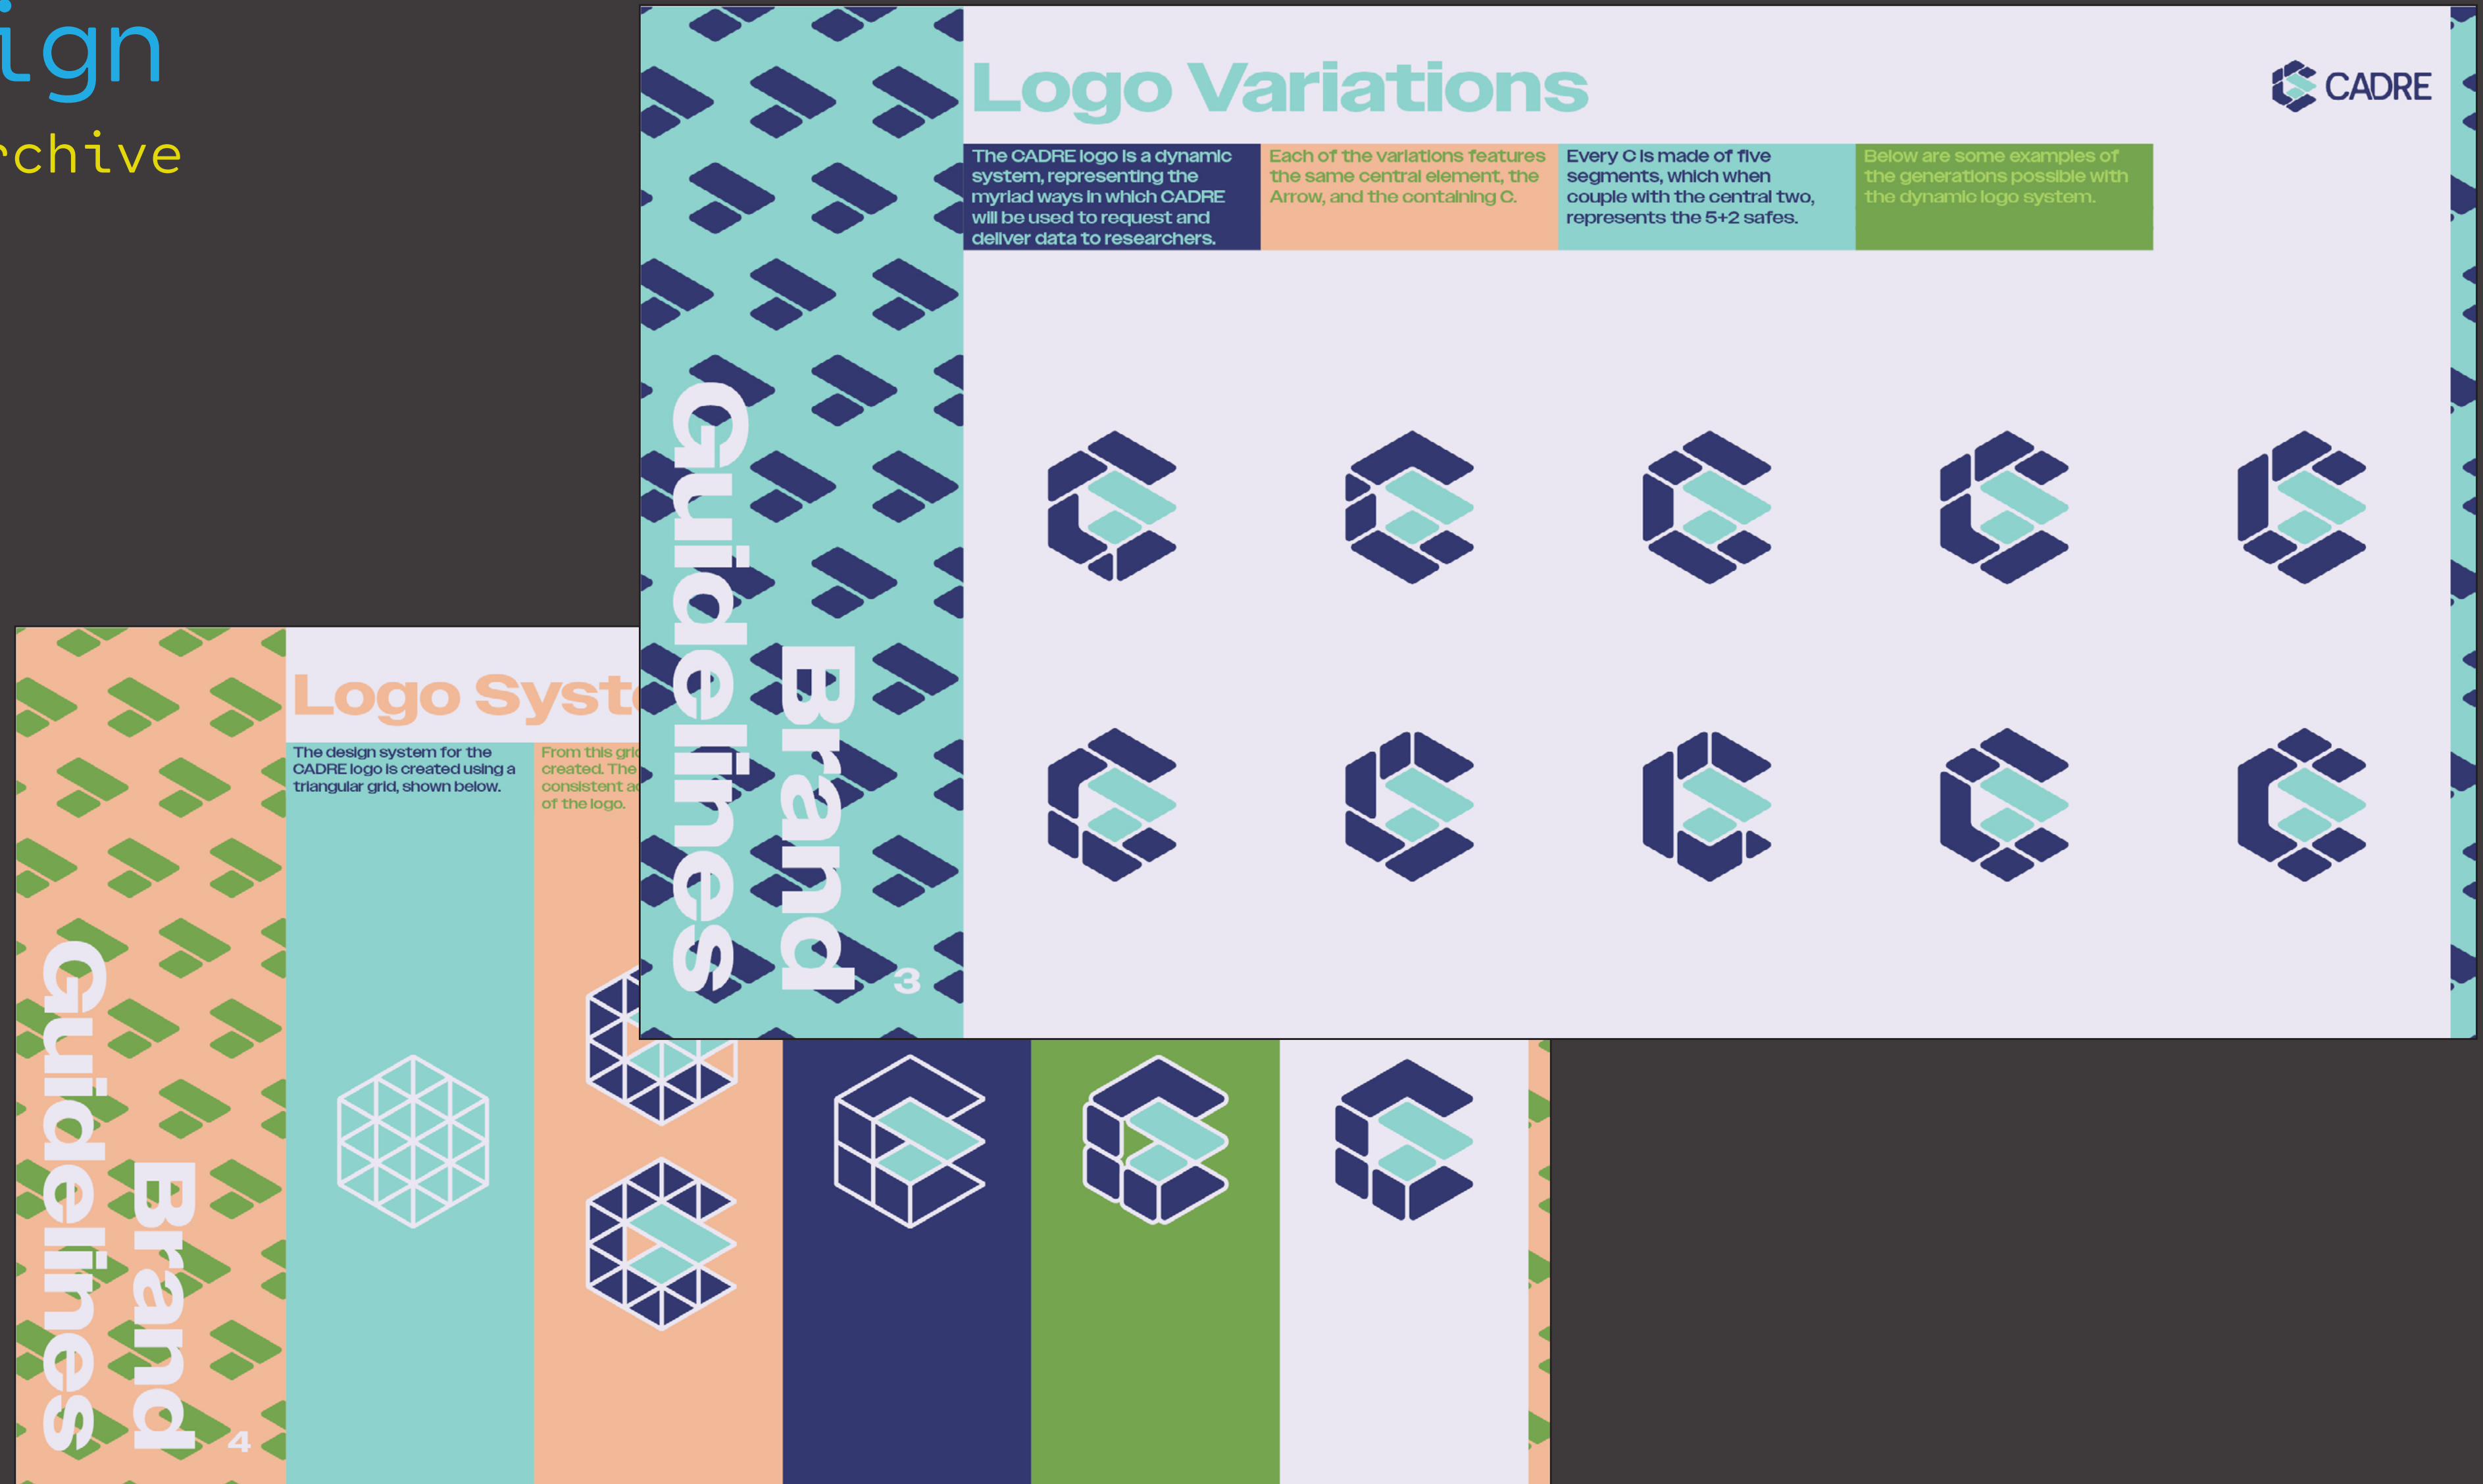 ign
rchive
Logo Variations
CADRE
The CADRE logo is a dynamic
system, representing the
myriad ways in which CADRE
will be used to request and
deliver data to researchers.
Each of the variations features
the same central element, the
Arrow, and the containing C.
Every C is made of five
segments, which when
couple with the central two,
represents the 5+2 safes.
Below are some examples of
the generations possible with
the dynamic logo system.
Brand
Guidelines
3
Logo Syst
The design system for the
CADRE logo is created using a
triangular grid, shown below.
From this grid
created. The
consistent a
of the logo.
Brand
Guidelines
4